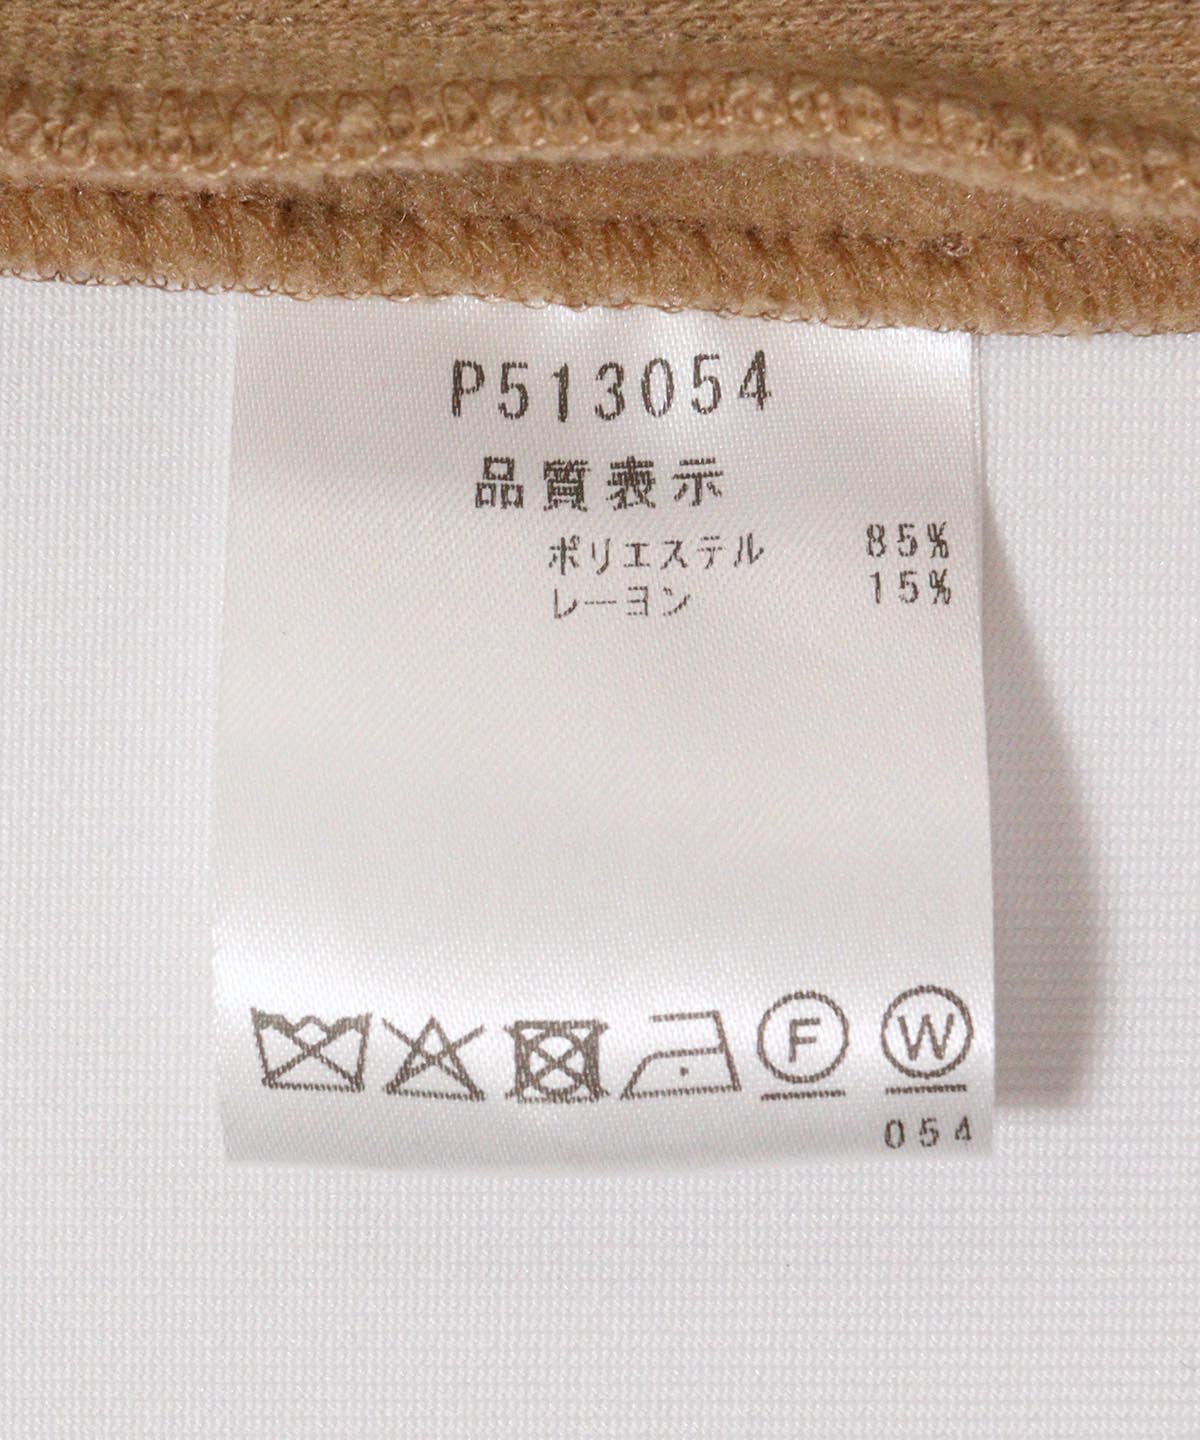 P513054
品質表示
ポリエステル 85%
レーヨン 15%
F W
054